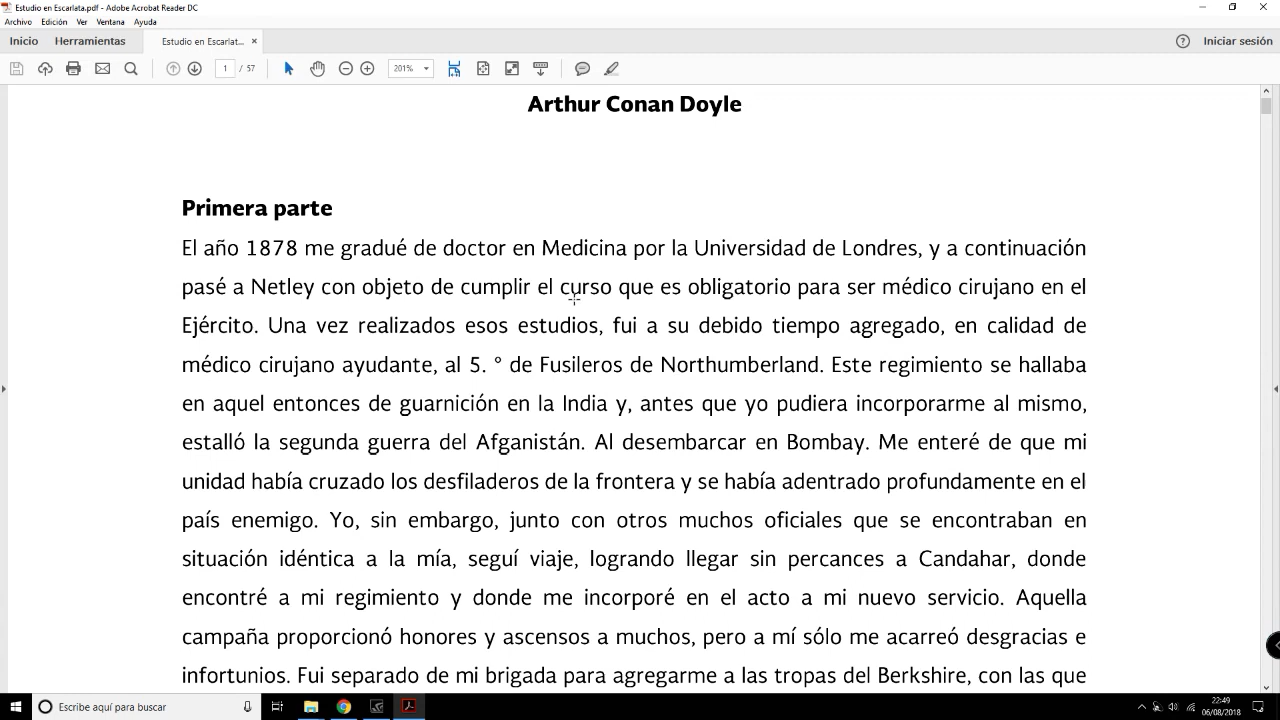 Estudio en Escarlata.pdf - Adobe Acrobat Reader DC
Archivo Edición Ver Ventana Ayuda
Inicio Herramientas Estudio en Escarlat... × Iniciar sesión
1 / 57 201%
Arthur Conan Doyle
Primera parte
El año 1878 me gradué de doctor en Medicina por la Universidad de Londres, y a continuación
pasé a Netley con objeto de cumplir el curso que es obligatorio para ser médico cirujano en el
Ejército. Una vez realizados esos estudios, fui a su debido tiempo agregado, en calidad de
médico cirujano ayudante, al 5. ° de Fusileros de Northumberland. Este regimiento se hallaba
en aquel entonces de guarnición en la India y, antes que yo pudiera incorporarme al mismo,
estalló la segunda guerra del Afganistán. Al desembarcar en Bombay. Me enteré de que mi
unidad había cruzado los desfiladeros de la frontera y se había adentrado profundamente en el
país enemigo. Yo, sin embargo, junto con otros muchos oficiales que se encontraban en
situación idéntica a la mía, seguí viaje, logrando llegar sin percances a Candahar, donde
encontré a mi regimiento y donde me incorporé en el acto a mi nuevo servicio. Aquella
campaña proporcionó honores y ascensos a muchos, pero a mí sólo me acarreó desgracias e
infortunios. Fui separado de mi brigada para agregarme a las tropas del Berkshire, con las que
Escribe aquí para buscar
22:49
06/08/2018